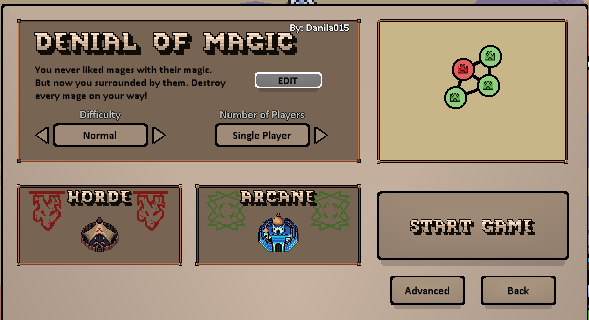 By: Danila015
DENIAL OF MAGIC
You never liked mages with their magic.
But now you surrounded by them. Destroy
every mage on your way!
EDIT
Difficulty
Number of Players
Normal
Single Player
HORDE
ARCANE
START GAME
Advanced
Back